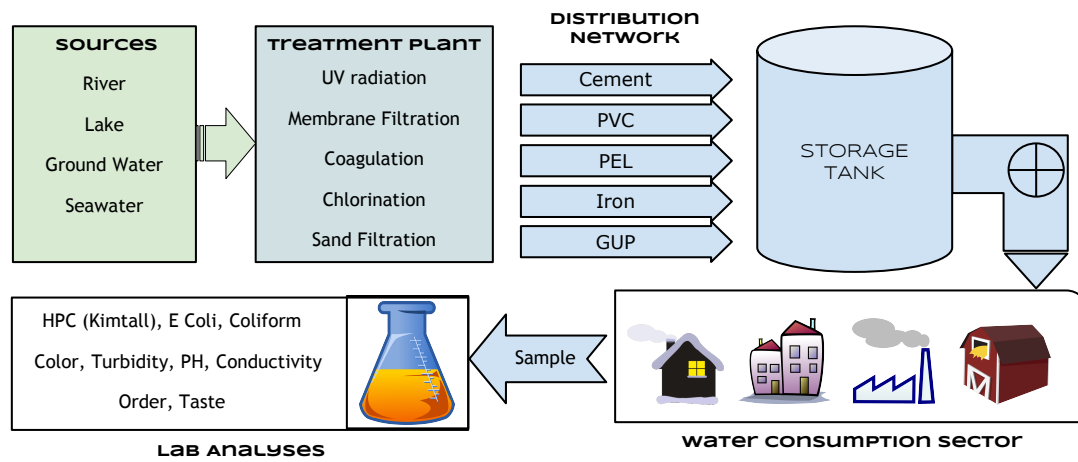 Sources
River
Lake
Ground Water
Seawater
Treatment Plant
UV radiation
Membrane Filtration
Coagulation
Chlorination
Sand Filtration
Distribution
Network
Cement
PVC
PEL
Iron
GUP
STORAGE
TANK
HPC (Kimtall), E Coli, Coliform
Color, Turbidity, PH, Conductivity
Order, Taste
Lab Analyses
Sample
Water Consumption Sector